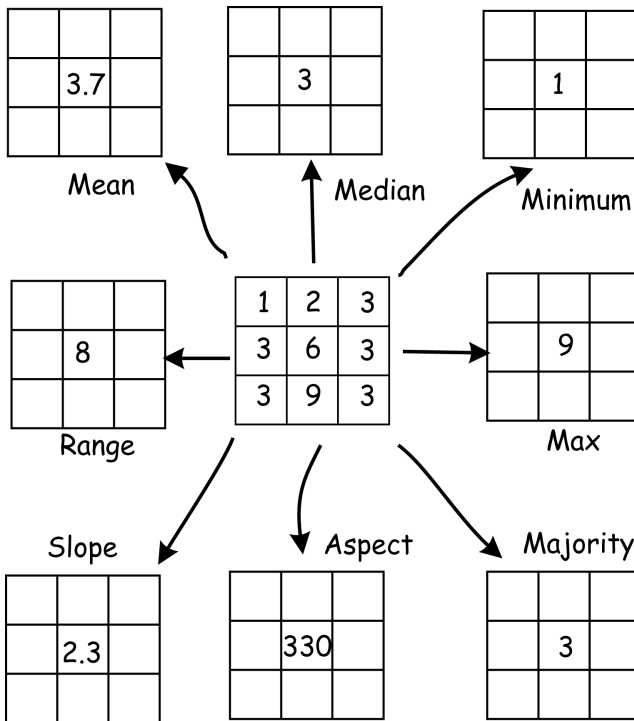 3.7
3
1
Mean
Median
Minimum
1 2 3
3 6 3
3 9 3
8
9
Range
Max
Slope
Aspect
Majority
2.3
330
3